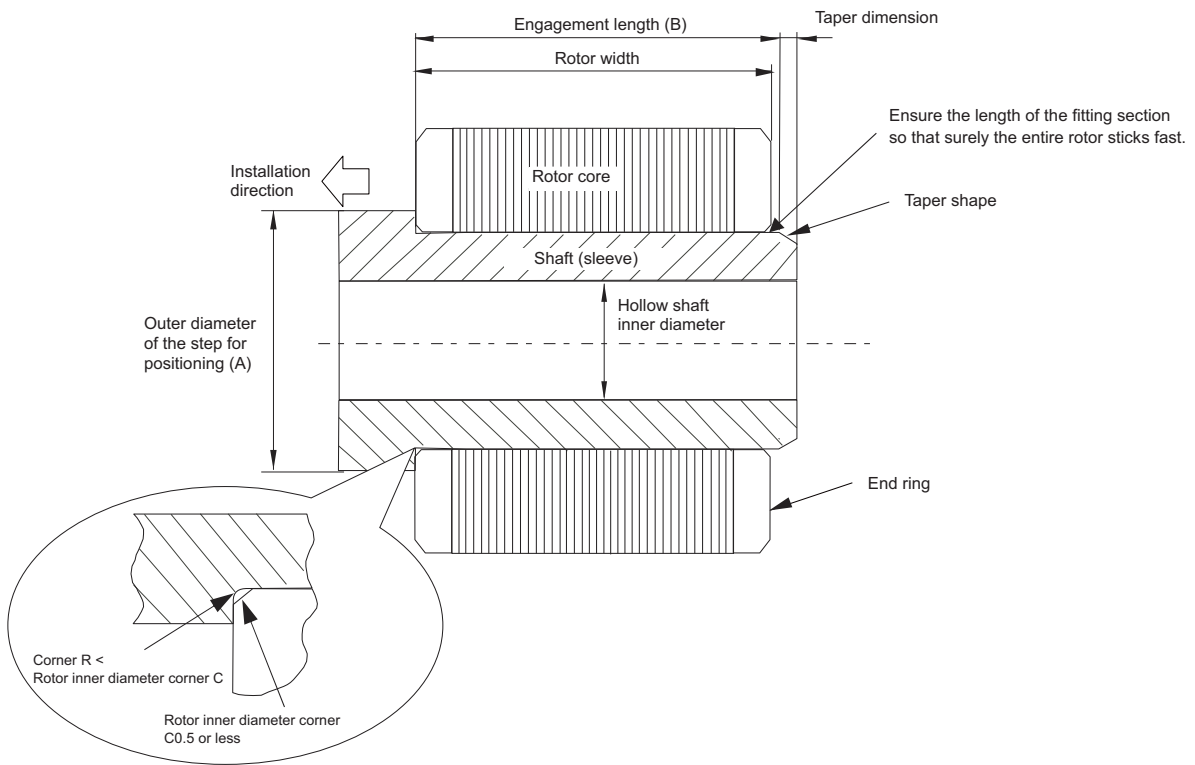 Engagement length (B)
Taper dimension
Rotor width
Ensure the length of the fitting section
so that surely the entire rotor sticks fast.
Installation
direction
Rotor core
Taper shape
Shaft (sleeve)
Hollow shaft
inner diameter
Outer diameter
of the step for
positioning (A)
End ring
Corner R <
Rotor inner diameter corner C
Rotor inner diameter corner
C0.5 or less